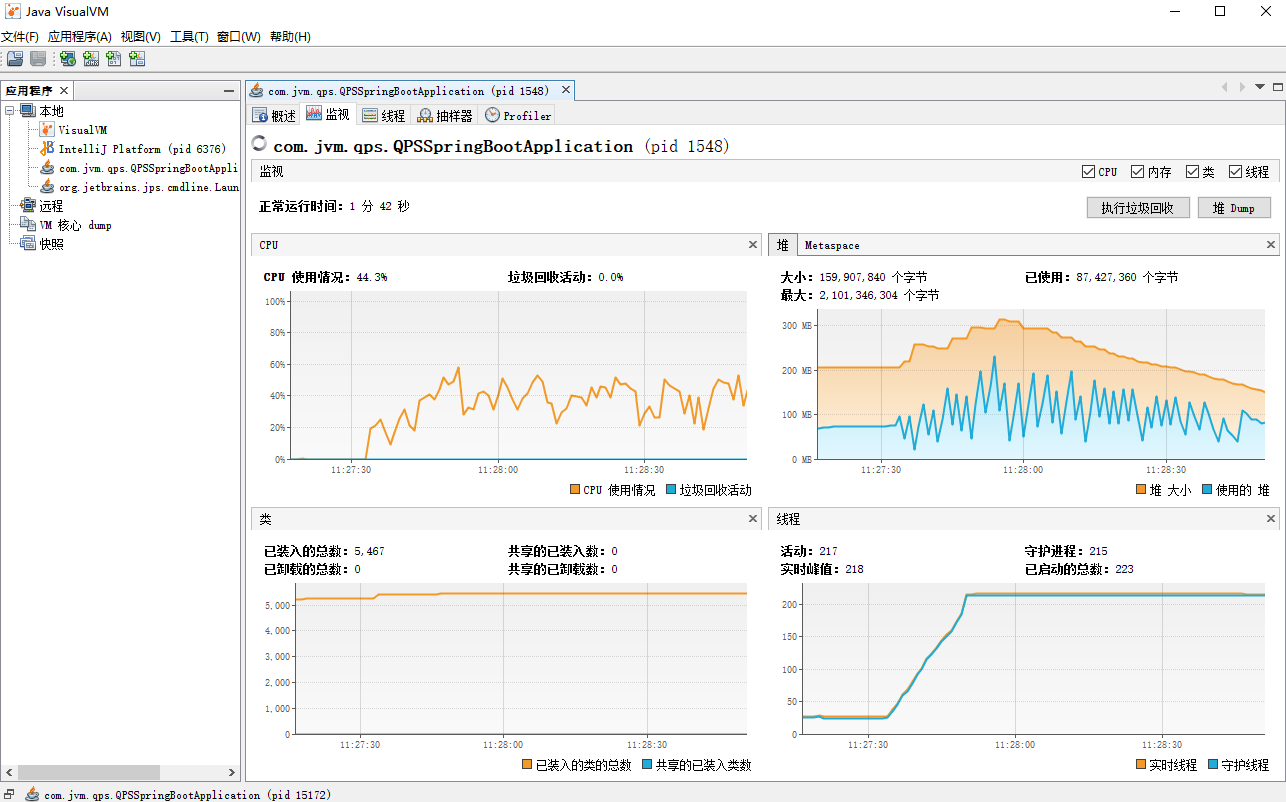 Java VisualVM
文件(F) 应用程序(A) 视图(V) 工具(T) 窗口(W) 帮助(H)
应用程序
本地
VisualVM
IntelliJ Platform (pid 6376)
com.jvm.qps.QPSSpringBootAppli
org.jetbrains.jps.cmdline.Laun
远程
VM 核心 dump
快照
com.jvm.qps.QPSSpringBootApplication (pid 1548)
概述 监视 线程 抽样器 Profiler
com.jvm.qps.QPSSpringBootApplication (pid 1548)
监视 CPU 内存 类 线程
正常运行时间: 1 分 42 秒 执行垃圾回收 堆 Dump
CPU
CPU 使用情况: 44.3% 垃圾回收活动: 0.0%
100%
80%
60%
40%
20%
0%
11:27:30 11:28:00 11:28:30
CPU 使用情况 垃圾回收活动
堆 Metaspace
大小: 159,907,840 个字节 已使用: 87,427,360 个字节
最大: 2,101,346,304 个字节
300 MB
200 MB
100 MB
0 MB
11:27:30 11:28:00 11:28:30
堆 大小 使用的 堆
类
已装入的总数: 5,467 共享的已装入数: 0
已卸载的总数: 0 共享的已卸载数: 0
5,000
4,000
3,000
2,000
1,000
0
11:27:30 11:28:00 11:28:30
已装入的类的总数 共享的已装入类数
线程
活动: 217 守护进程: 215
实时峰值: 218 已启动的总数: 223
200
150
100
50
0
11:27:30 11:28:00 11:28:30
实时线程 守护线程
com.jvm.qps.QPSSpringBootApplication (pid 15172)